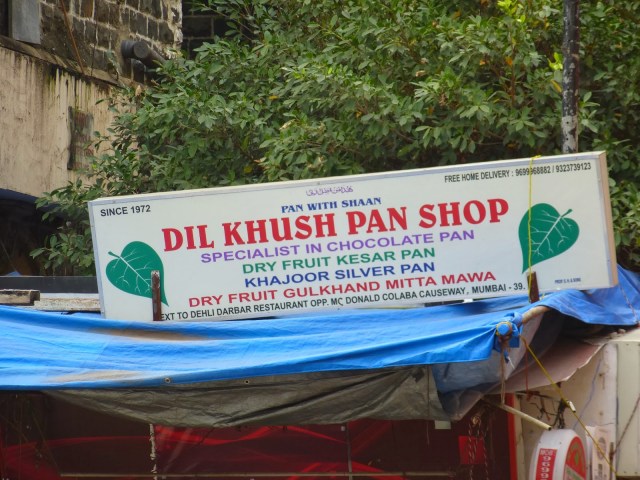 SINCE 1972
FREE HOME DELIVERY : 9699968882 / 9323739123
PAN WITH SHAAN
DIL KHUSH PAN SHOP
SPECIALIST IN CHOCOLATE PAN
DRY FRUIT KESAR PAN
KHAJOOR SILVER PAN
DRY FRUIT GULKHAND MITTA MAWA
EXT TO DEHLI DARBAR RESTAURANT OPP. MC DONALD COLABA CAUSEWAY, MUMBAI - 39.